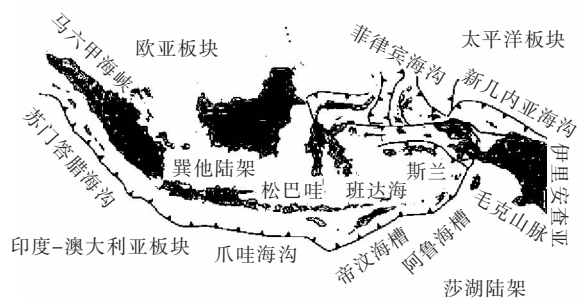 马六甲海峡
欧亚板块
菲律宾海沟
太平洋板块
新几内亚海沟
苏门答腊海沟
巽他陆架
松巴哇
班达海
斯兰
伊里安查亚
毛克山脉
印度-澳大利亚板块
爪哇海沟
帝汶海槽
阿鲁海槽
莎湖陆架